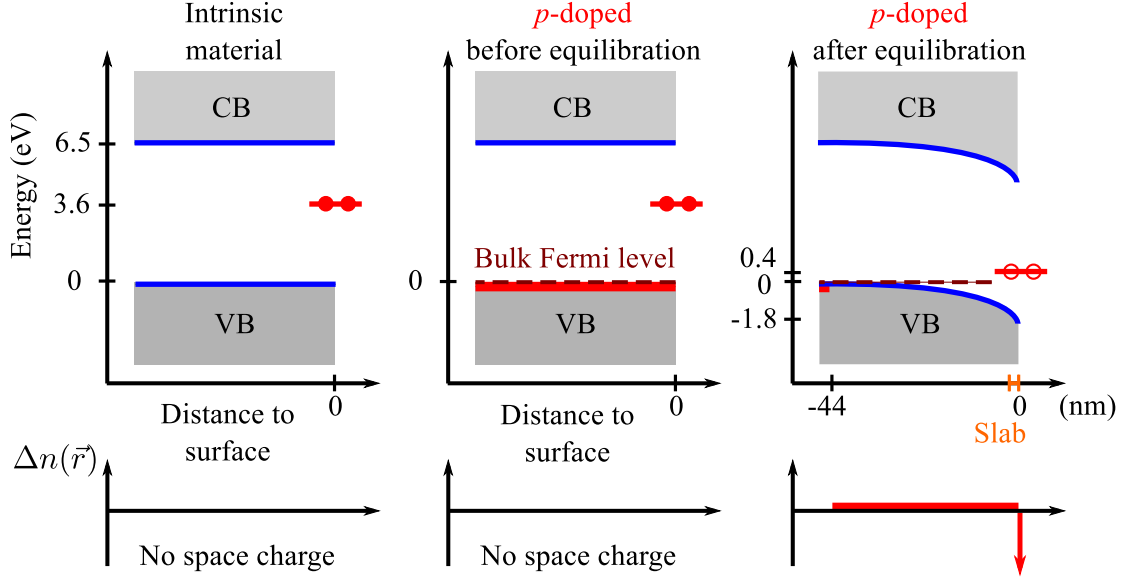 Intrinsic
material
p-doped
before equilibration
p-doped
after equilibration
Energy (eV)
6.5
3.6
0
CB
VB
0
Distance to
surface
0
CB
Bulk Fermi level
VB
0
Distance to
surface
0.4
0
-1.8
CB
VB
-44
0
(nm)
Slab
Δn(r⃗)
No space charge
No space charge